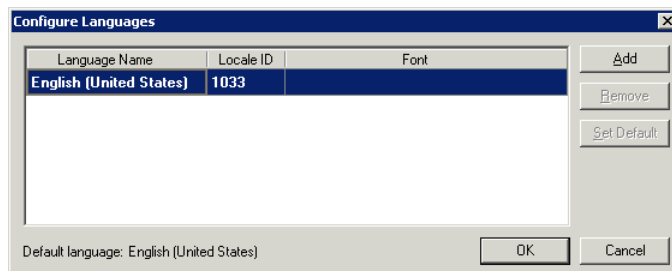 Configure Languages
Language Name Locale ID Font
English (United States) 1033
Add
Remove
Set Default
Default language: English (United States)
OK
Cancel